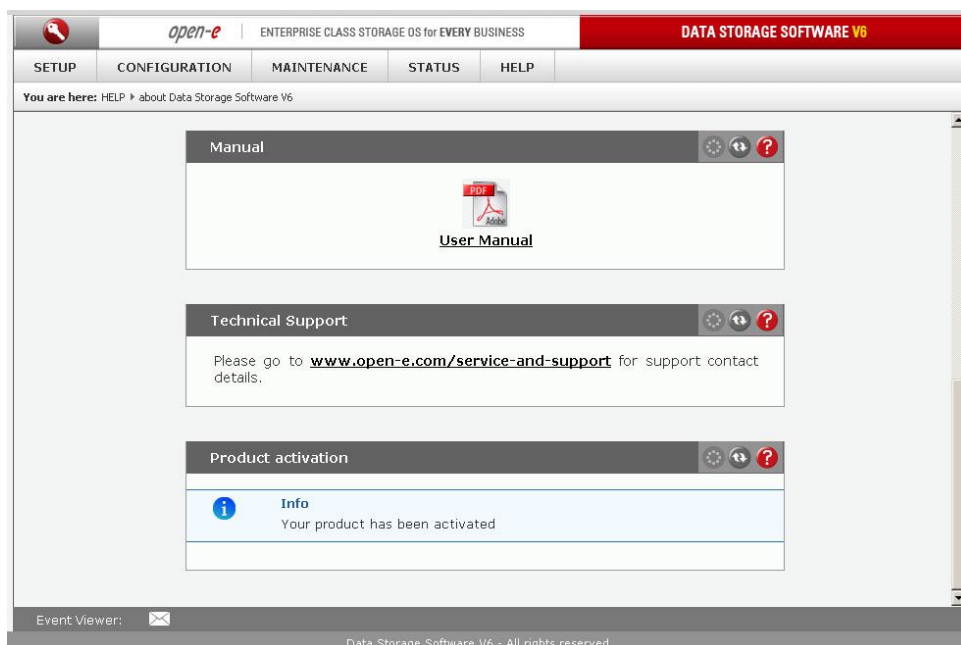 open-e ENTERPRISE CLASS STORAGE OS for EVERY BUSINESS DATA STORAGE SOFTWARE V6
SETUP CONFIGURATION MAINTENANCE STATUS HELP
You are here: HELP about Data Storage Software V6
Manual
PDF
Adobe
User Manual
Technical Support
Please go to www.open-e.com/service-and-support for support contact
details.
Product activation
Info
Your product has been activated
Event Viewer:
Data Storage Software V6 - All rights reserved